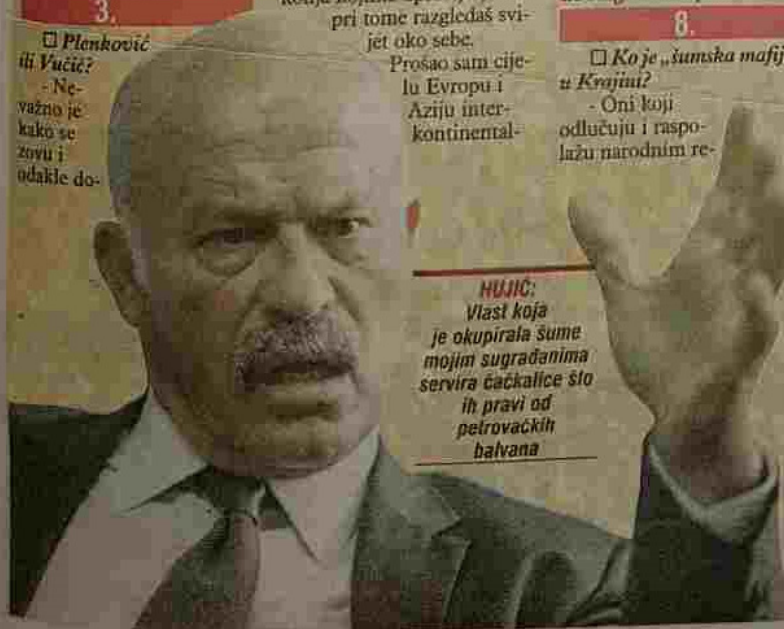 3.
☐ Plenković
ili Vučić?
- Ne-
važno je
kako se
zovu i
odakle do-
pri tome razgledaš svi-
jet oko sebe.
Prošao sam cije-
lu Evropu i
Aziju inter-
kontinental-
8.
☐ Ko je „šumska mafij
u Krajini?
- Oni koji
odlučuju i raspo-
lažu narodnim re-
HUJIĆ:
Vlast koja
je okupirala šume
mojim sugrađanima
servira čačkalice što
ih pravi od
petrovačkih
balvana